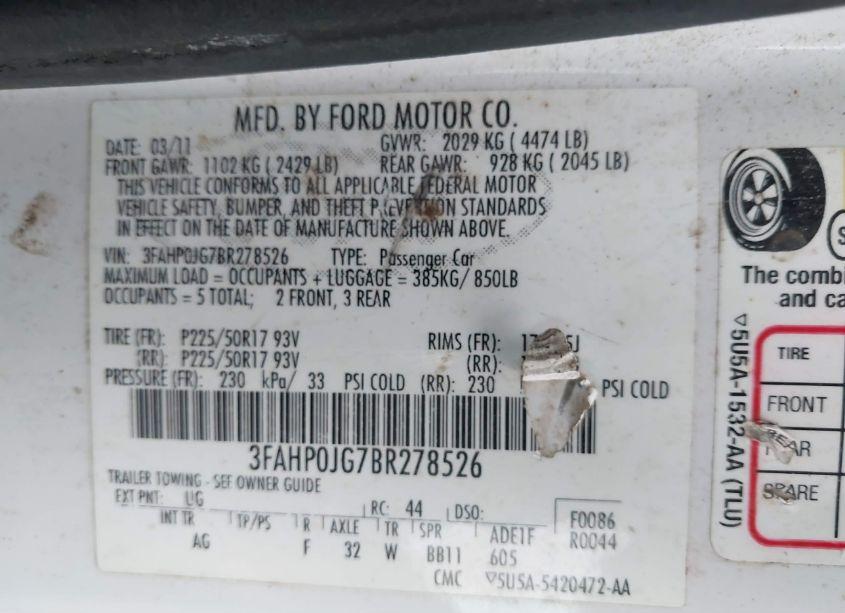 MFD. BY FORD MOTOR CO.
DATE: 03/11 GVWR: 2029 KG ( 4474 LB)
FRONT GAWR: 1102 KG ( 2429 LB) REAR GAWR: 928 KG ( 2045 LB)
THIS VEHICLE CONFORMS TO ALL APPLICABLE FEDERAL MOTOR
VEHICLE SAFETY, BUMPER, AND THEFT PREVENTION STANDARDS
IN EFFECT ON THE DATE OF MANUFACTURE SHOWN ABOVE.
VIN: 3FAHP0JG7BR278526 TYPE: Passenger Car
MAXIMUM LOAD = OCCUPANTS + LUGGAGE = 385KG/ 850LB
OCCUPANTS = 5 TOTAL; 2 FRONT, 3 REAR
TIRE (FR): P225/50R17 93V RIMS (FR):
(RR): P225/50R17 93V (RR):
PRESSURE (FR): 230 kPa/ 33 PSI COLD (RR): 230 PSI COLD
3FAHP0JG7BR278526
TRAILER TOWING - SEE OWNER GUIDE
EXT PNT: UG RC: 44 DSO: F0086
INT TR TP/PS R AXLE TR SPR ADE1F R0044
AG F 32 W BB11 605
CMC ▽5U5A-5420472-AA
The combi
and ca
▽5U5A-1532-AA (TLU)
TIRE
FRONT
REAR
SPARE